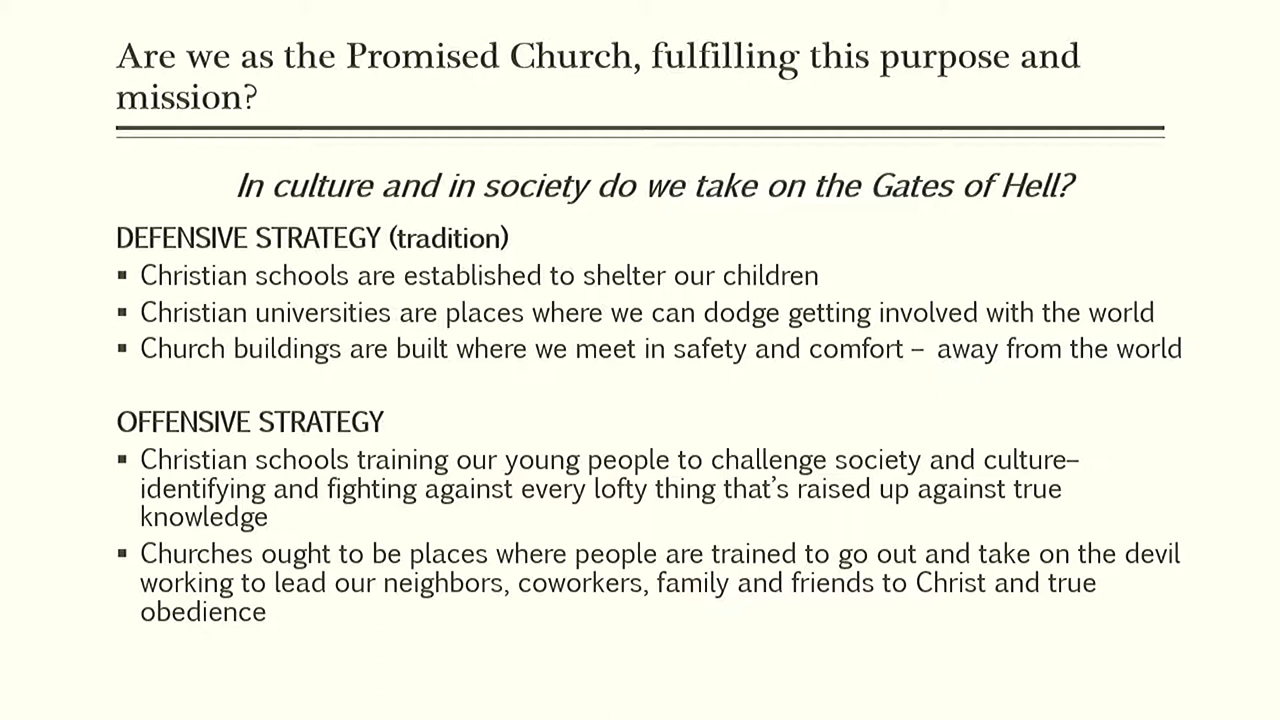 Are we as the Promised Church, fulfilling this purpose and
mission?
In culture and in society do we take on the Gates of Hell?
DEFENSIVE STRATEGY (tradition)
▪ Christian schools are established to shelter our children
▪ Christian universities are places where we can dodge getting involved with the world
▪ Church buildings are built where we meet in safety and comfort – away from the world
OFFENSIVE STRATEGY
▪ Christian schools training our young people to challenge society and culture–
identifying and fighting against every lofty thing that's raised up against true
knowledge
▪ Churches ought to be places where people are trained to go out and take on the devil
working to lead our neighbors, coworkers, family and friends to Christ and true
obedience